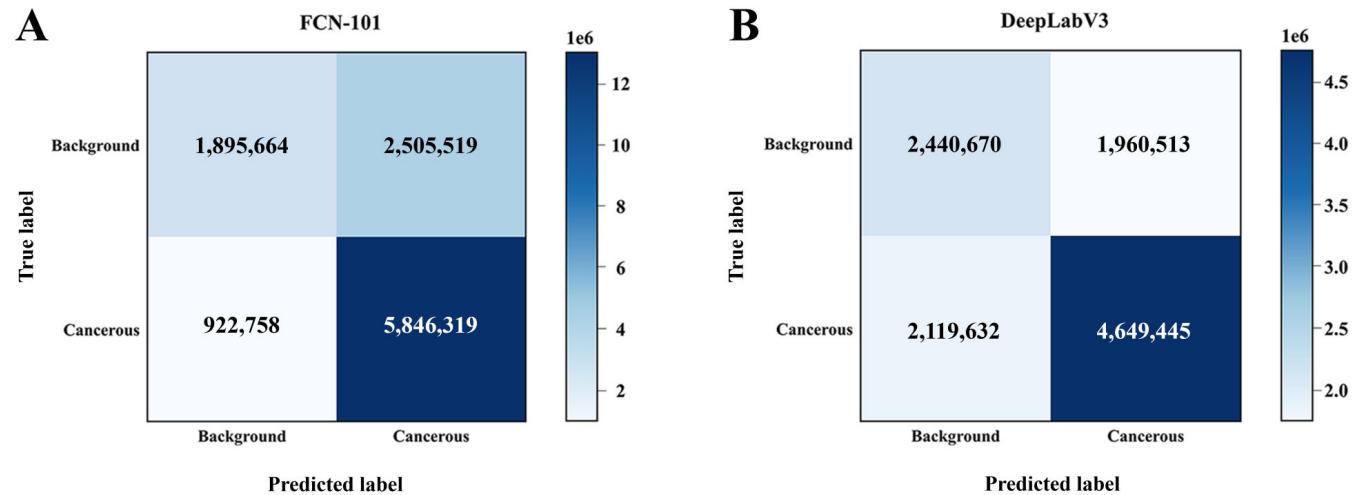 A
FCN-101
1e6
Background
1,895,664
2,505,519
Cancerous
922,758
5,846,319
True label
Background
Cancerous
Predicted label
12
10
8
6
4
2
B
DeepLabV3
1e6
Background
2,440,670
1,960,513
Cancerous
2,119,632
4,649,445
True label
Background
Cancerous
Predicted label
4.5
4.0
3.5
3.0
2.5
2.0